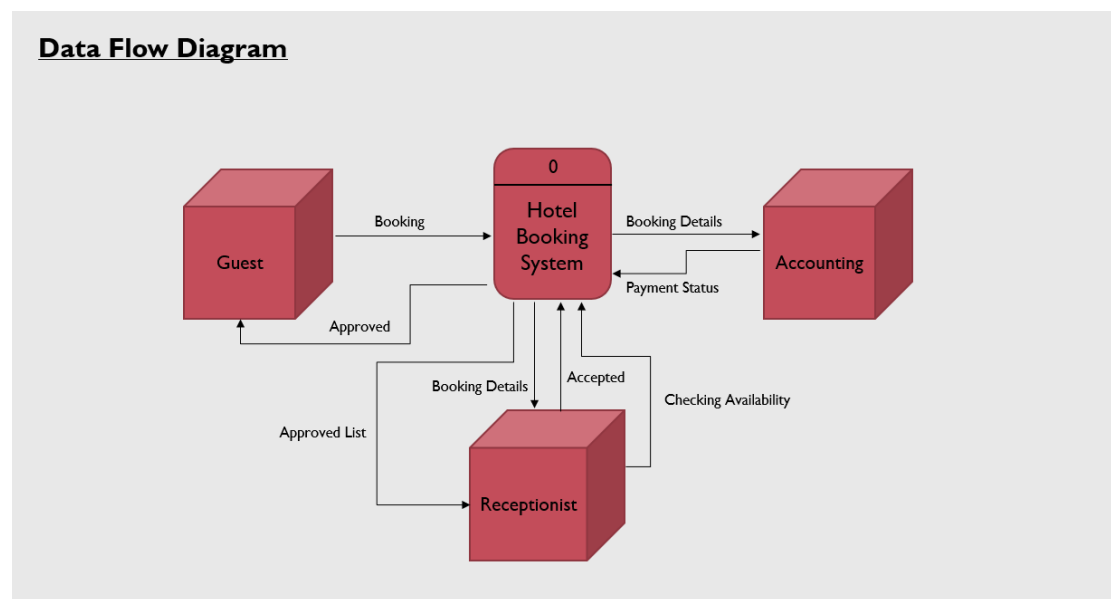 Data Flow Diagram
0
Hotel
Booking
System
Guest
Booking
Booking Details
Accounting
Payment Status
Approved
Booking Details
Accepted
Checking Availability
Approved List
Receptionist